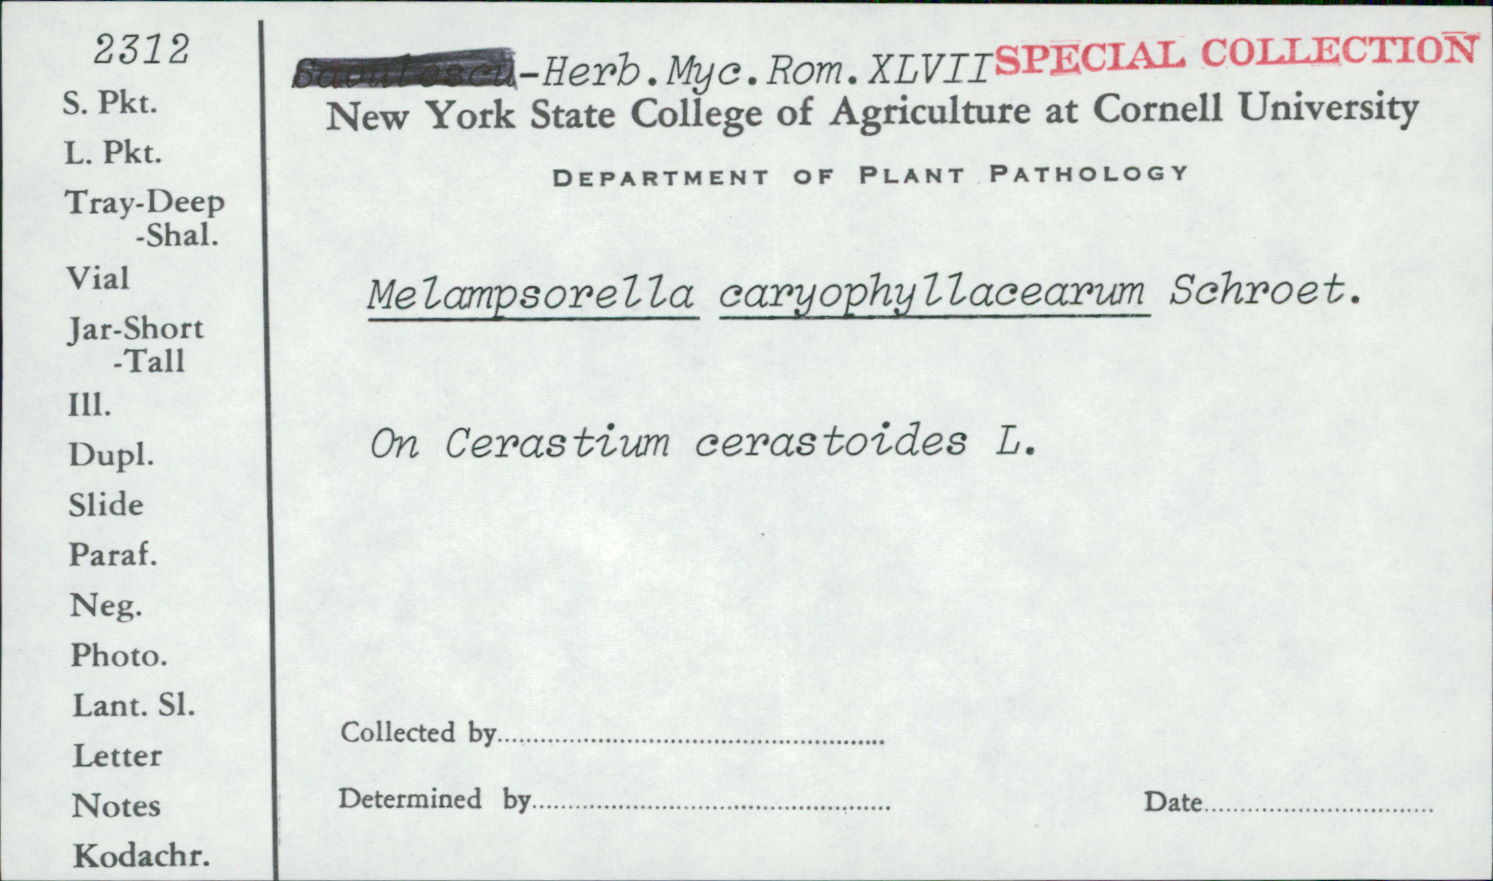 2312
S. Pkt.
L. Pkt.
Tray-Deep
-Shal.
Vial
Jar-Short
-Tall
Ill.
Dupl.
Slide
Paraf.
Neg.
Photo.
Lant. Sl.
Letter
Notes
Kodachr.
-Herb.Myc.Rom.XLVII SPECIAL COLLECTION
New York State College of Agriculture at Cornell University
DEPARTMENT OF PLANT PATHOLOGY
Melampsorella caryophyllacearum Schroet.
On Cerastium cerastoides L.
Collected by
Determined by
Date